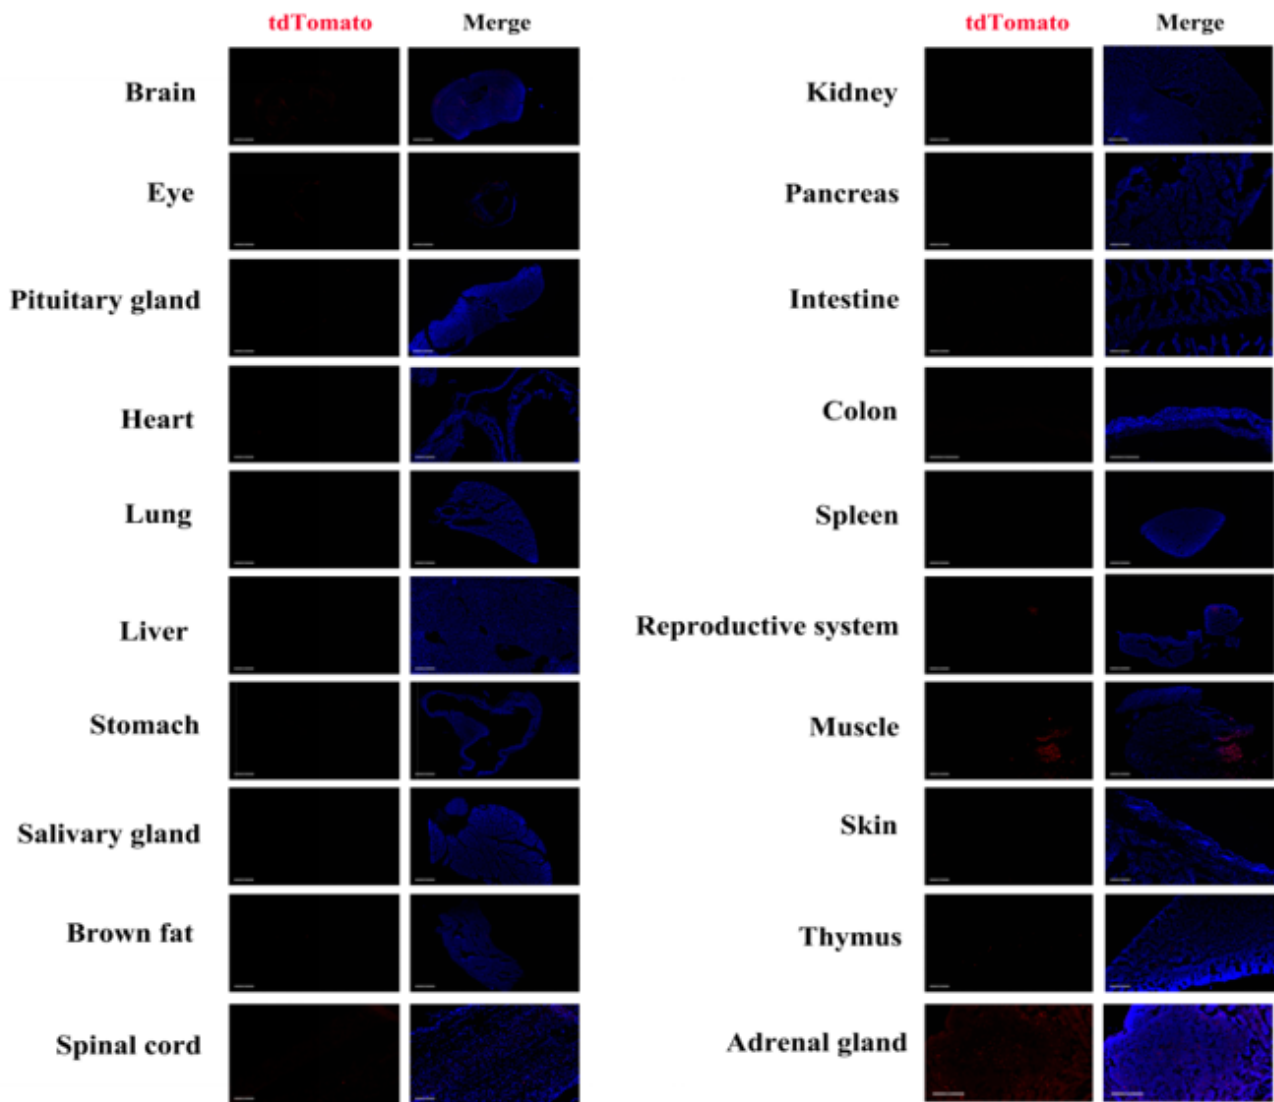 tdTomato Merge tdTomato Merge
Brain Kidney
Eye Pancreas
Pituitary gland Intestine
Heart Colon
Lung Spleen
Liver Reproductive system
Stomach Muscle
Salivary gland Skin
Brown fat Thymus
Spinal cord Adrenal gland